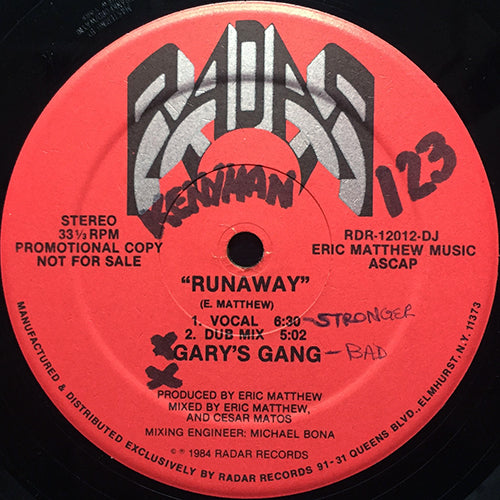 RADAR
KENMAN
123
STEREO
33 1/3 RPM
PROMOTIONAL COPY
NOT FOR SALE
RDR-12012-DJ
ERIC MATTHEW MUSIC
ASCAP
"RUNAWAY"
(E. MATTHEW)
1. VOCAL 6:30 -STRONGER
2. DUB MIX 5:02
X GARY'S GANG - BAD
X
PRODUCED BY ERIC MATTHEW
MIXED BY ERIC MATTHEW,
AND CESAR MATOS
MIXING ENGINEER: MICHAEL BONA
© ℗ 1984 RADAR RECORDS
MANUFACTURED & DISTRIBUTED EXCLUSIVELY BY RADAR RECORDS 91-31 QUEENS BLVD., ELMHURST, N.Y. 11373